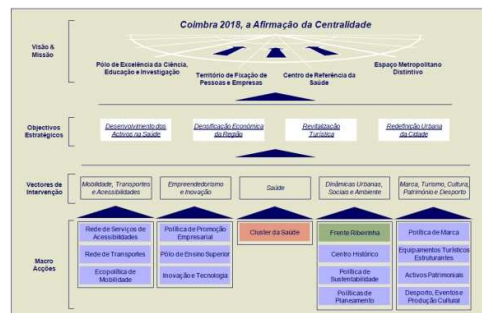 Coimbra 2018, a Afirmação da Centralidade
Visão &
Missão
Pólo de Excelência da Ciência,
Educação e Investigação
Território de Fixação de
Pessoas e Empresas
Centro de Referência da
Saúde
Espaço Metropolitano
Distintivo
Objectivos
Estratégicos
Desenvolvimento dos
Activos na Saúde
Densificação Económica
da Região
Revitalização
Turística
Redefinição Urbana
da Cidade
Vectores de
Intervenção
Mobilidade, Transportes
e Acessibilidades
Empreendedorismo
e Inovação
Saúde
Dinâmicas Urbanas,
Sociais e Ambiente
Marca, Turismo, Cultura,
Património e Desporto
Macro
Acções
Rede de Serviços de
Acessibilidades
Rede de Transportes
Ecopolítica de
Mobilidade
Política de Promoção
Empresarial
Pólo de Ensino Superior
Inovação e Tecnologia
Cluster da Saúde
Frente Ribeirinha
Centro Histórico
Política de
Sustentabilidade
Políticas de
Planeamento
Política de Marca
Equipamentos Turísticos
Estruturantes
Activos Patrimoniais
Desporto, Eventos e
Produção Cultural